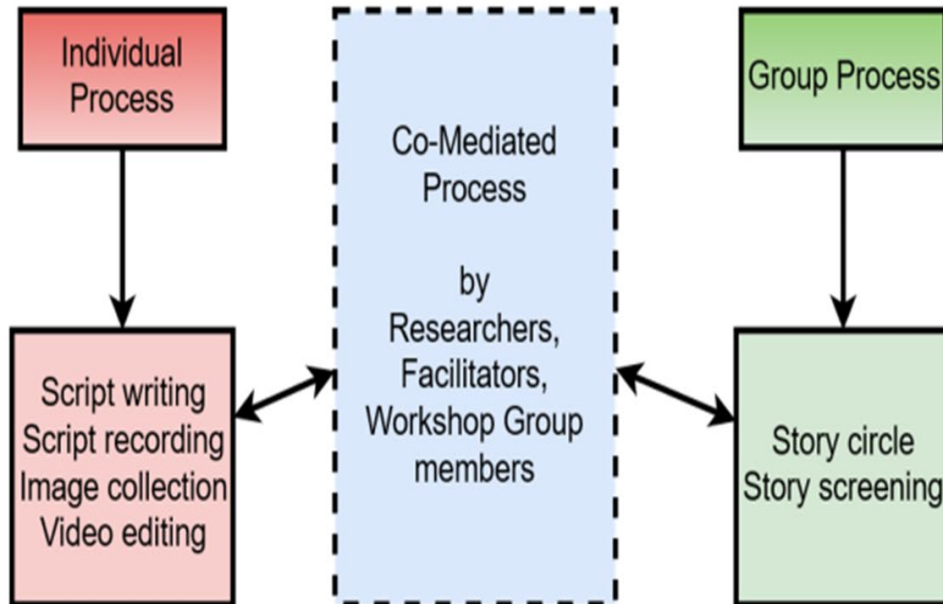 Individual
Process
Script writing
Script recording
Image collection
Video editing
Co-Mediated
Process
by
Researchers,
Facilitators,
Workshop Group
members
Group Process
Story circle
Story screening